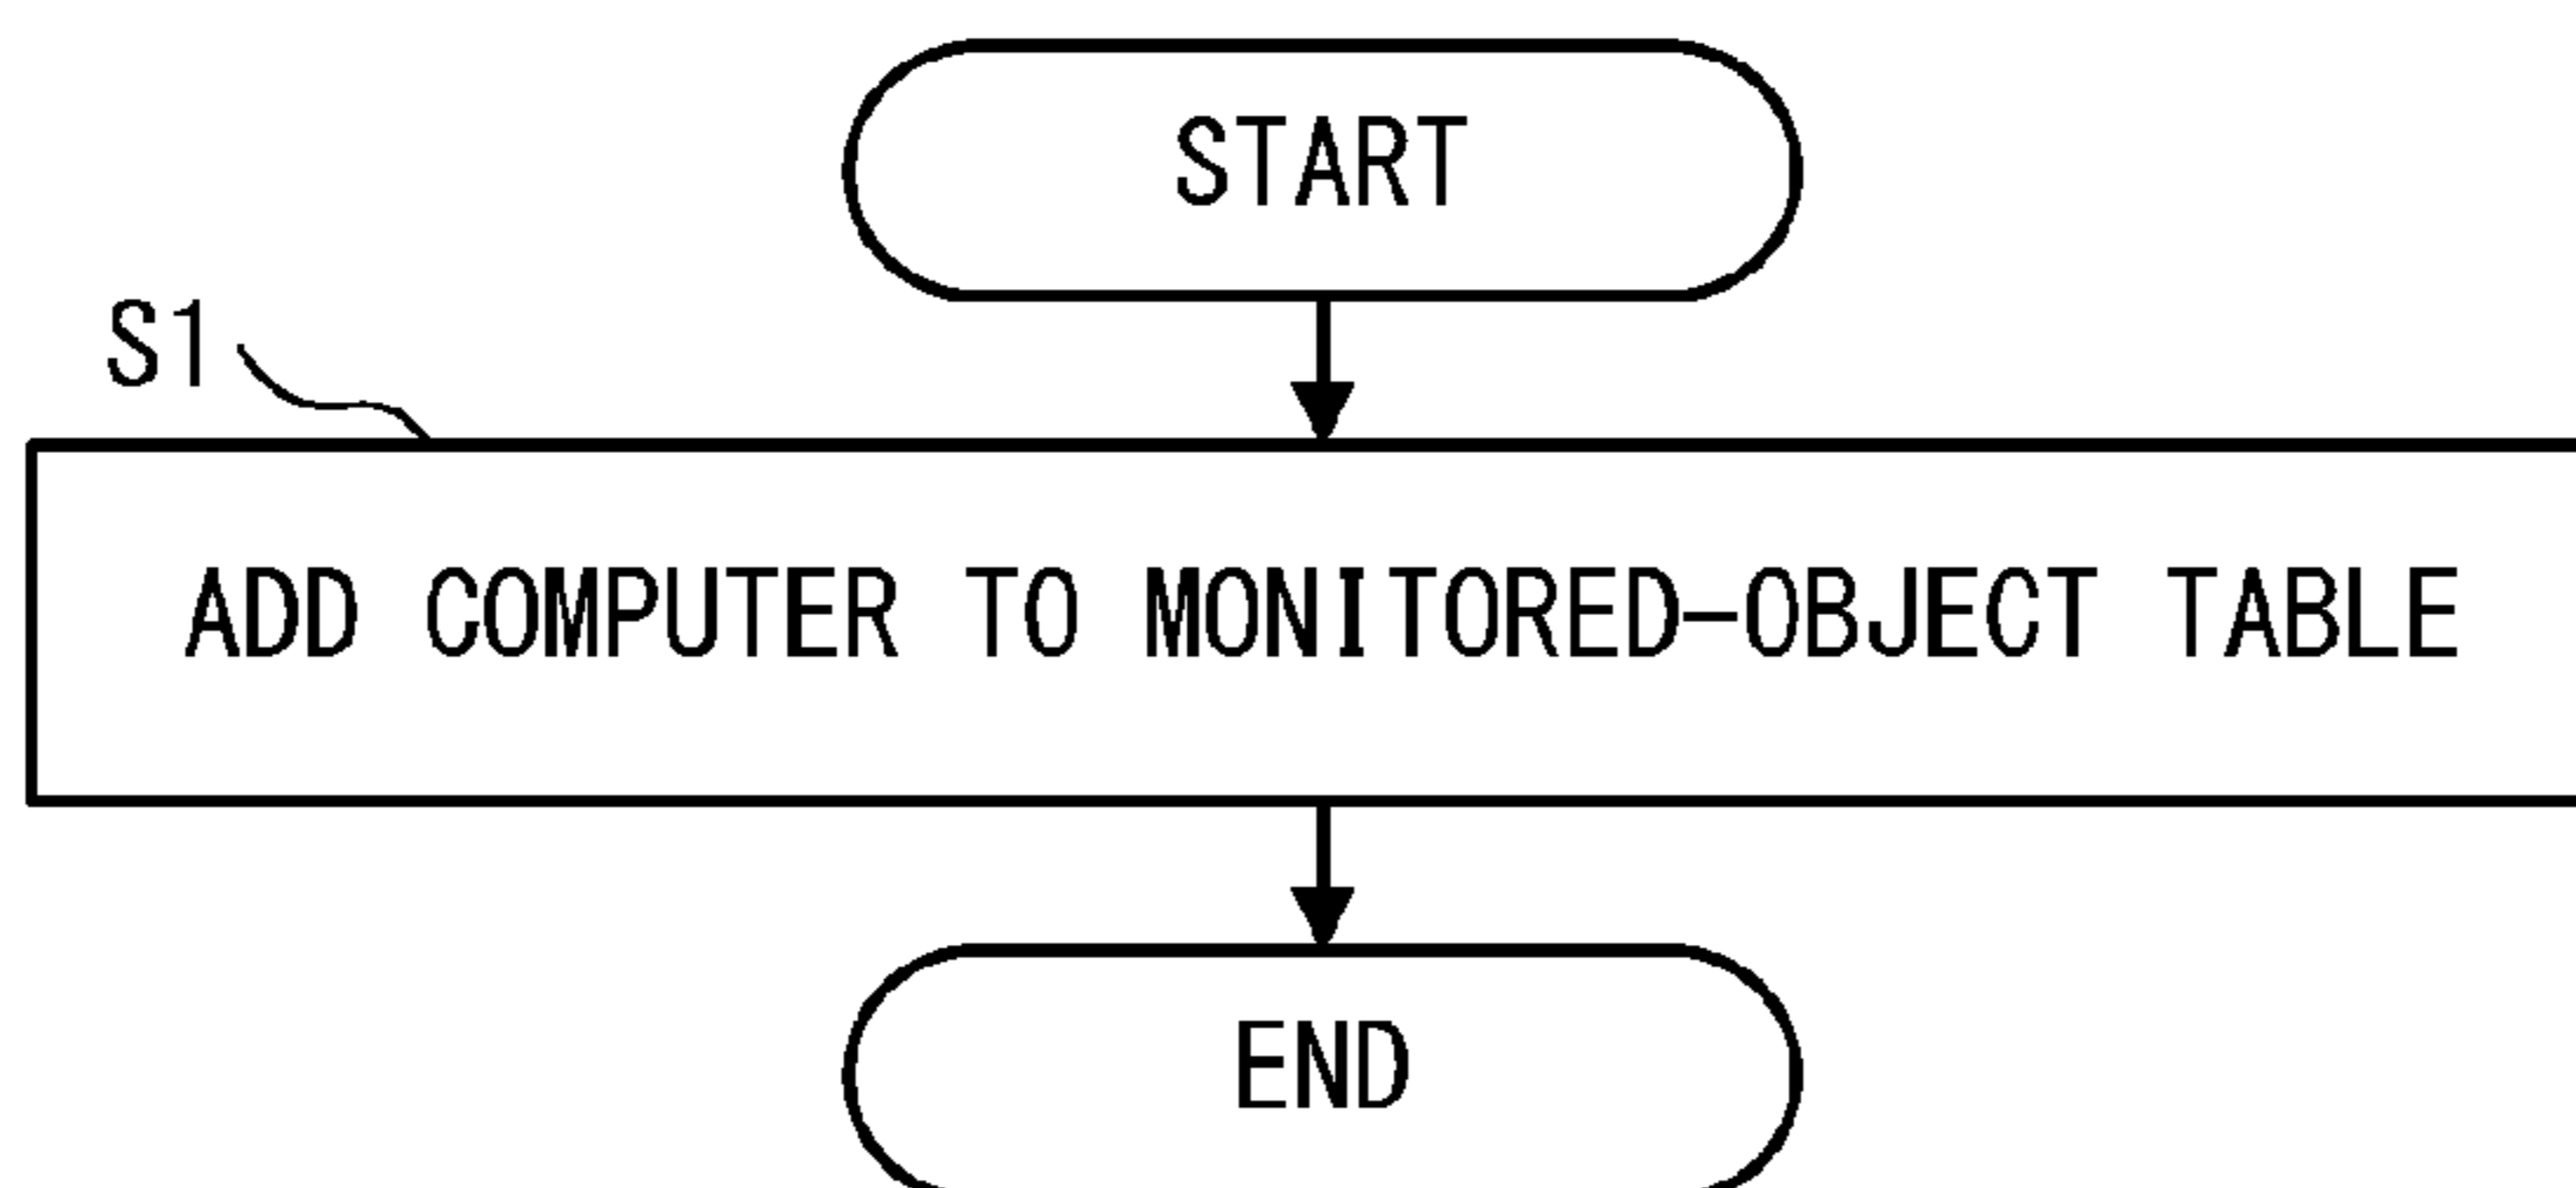 START
S1
ADD COMPUTER TO MONITORED-OBJECT TABLE
END